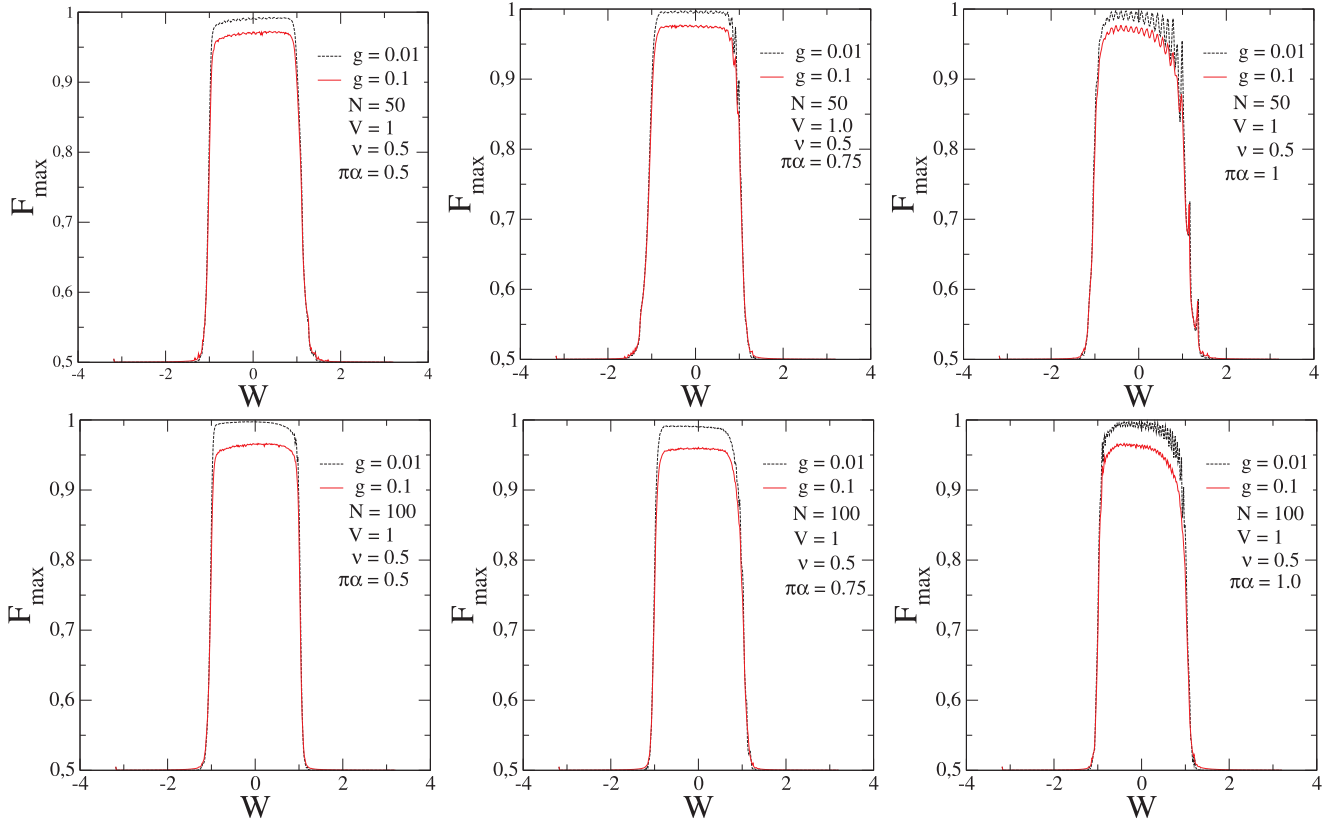 1
0,9
0,8
0,7
0,6
0,5
F_max
-4 -2 0 2 4
W
g = 0.01
g = 0.1
N = 50
V = 1
ν = 0.5
πα = 0.5
1
0,9
0,8
0,7
0,6
0,5
F_max
-4 -2 0 2 4
W
g = 0.01
g = 0.1
N = 50
V = 1.0
ν = 0.5
πα = 0.75
1
0,9
0,8
0,7
0,6
0,5
F_max
-4 -2 0 2 4
W
g = 0.01
g = 0.1
N = 50
V = 1
ν = 0.5
πα = 1
1
0,9
0,8
0,7
0,6
0,5
F_max
-4 -2 0 2 4
W
g = 0.01
g = 0.1
N = 100
V = 1
ν = 0.5
πα = 0.5
1
0,9
0,8
0,7
0,6
0,5
F_max
-4 -2 0 2 4
W
g = 0.01
g = 0.1
N = 100
V = 1
ν = 0.5
πα = 0.75
1
0,9
0,8
0,7
0,6
0,5
F_max
-4 -2 0 2 4
W
g = 0.01
g = 0.1
N = 100
V = 1
ν = 0.5
πα = 1.0